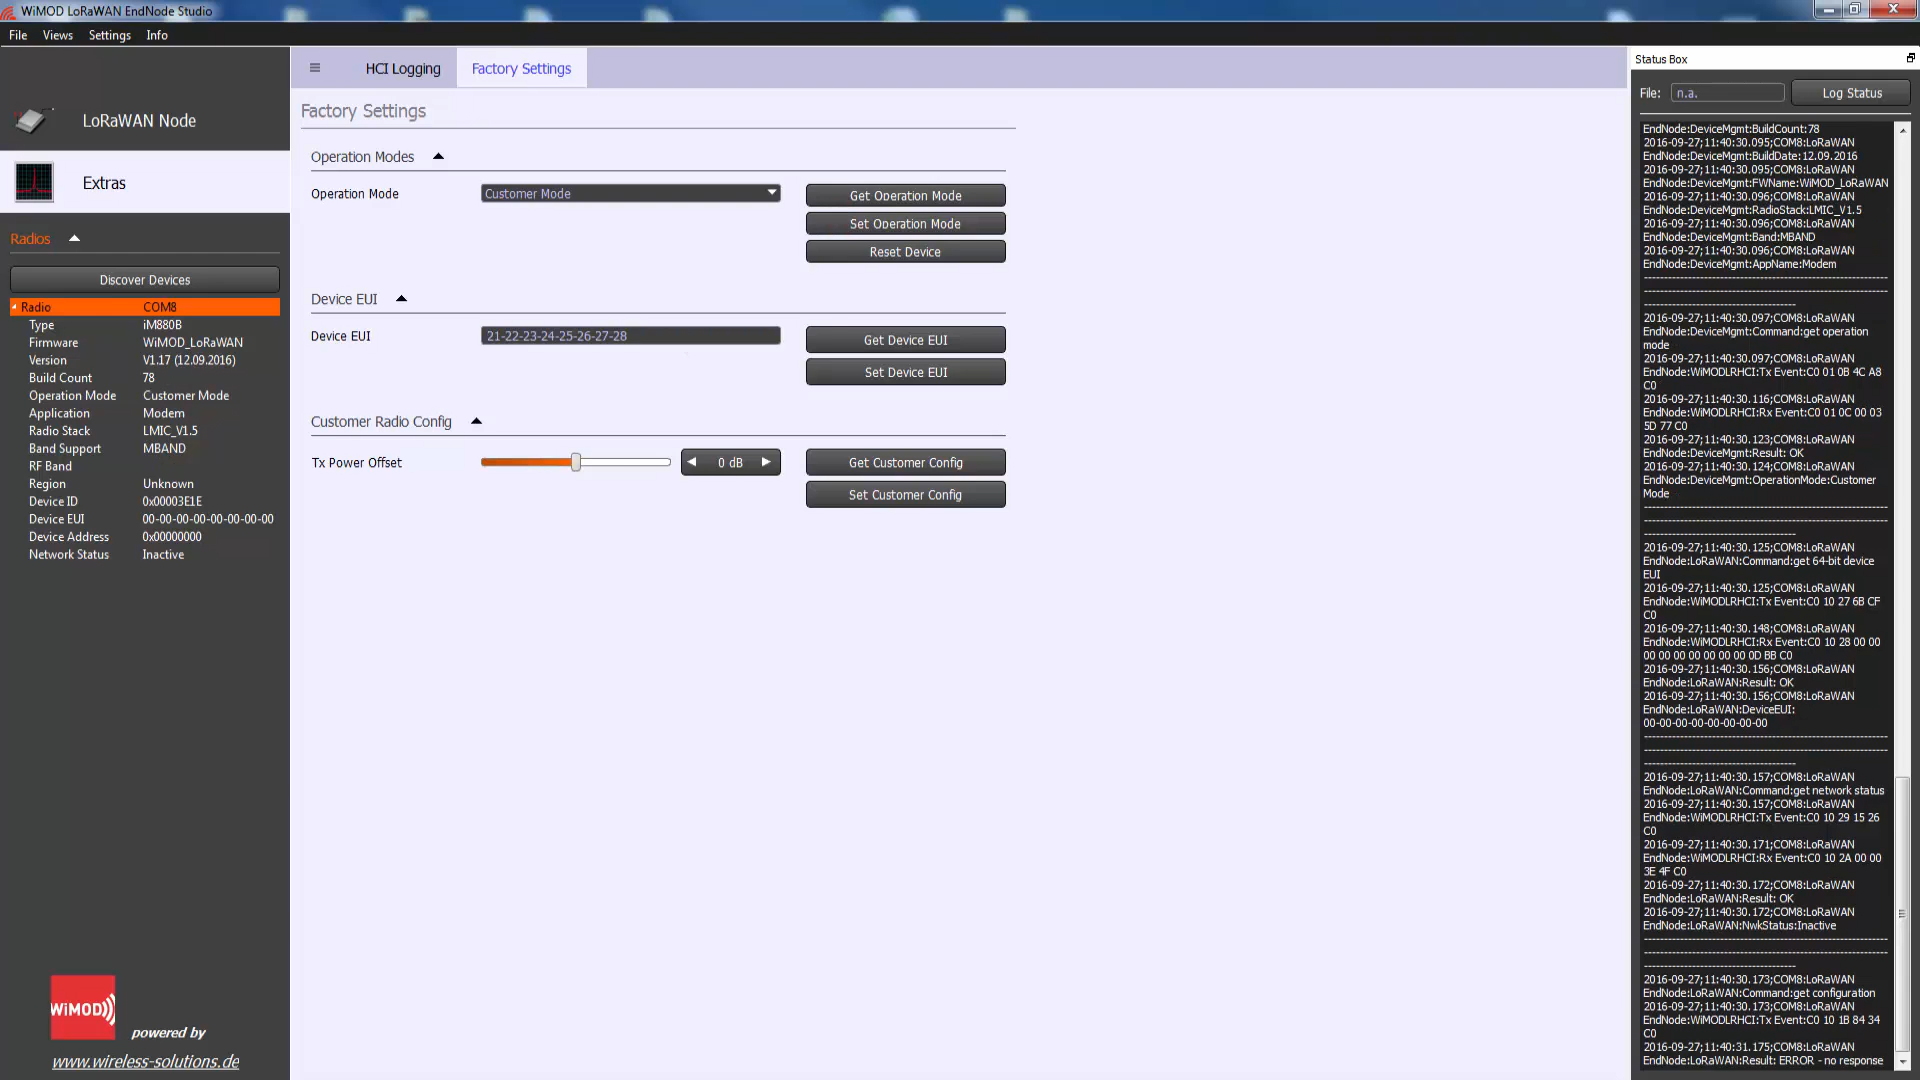 WiMOD LoRaWAN EndNode Studio
File Views Settings Info
LoRaWAN Node
Extras
Radios
Discover Devices
Radio COM8
Type iM880B
Firmware WiMOD_LoRaWAN
Version V1.17 (12.09.2016)
Build Count 78
Operation Mode Customer Mode
Application Modem
Radio Stack LMIC_V1.5
Band Support MBAND
RF Band
Region Unknown
Device ID 0x00003E1E
Device EUI 00-00-00-00-00-00-00-00
Device Address 0x00000000
Network Status Inactive
WiMOD
powered by
www.wireless-solutions.de
HCI Logging Factory Settings
Factory Settings
Operation Modes
Operation Mode Customer Mode Get Operation Mode
Set Operation Mode
Reset Device
Device EUI
Device EUI 21-22-23-24-25-26-27-28 Get Device EUI
Set Device EUI
Customer Radio Config
Tx Power Offset 0 dB Get Customer Config
Set Customer Config
Status Box
File: n.a. Log Status
EndNode:DeviceMgmt:BuildCount:78
2016-09-27;11:40:30.095;COM8:LoRaWAN
EndNode:DeviceMgmt:BuildDate:12.09.2016
2016-09-27;11:40:30.095;COM8:LoRaWAN
EndNode:DeviceMgmt:FWName:WiMOD_LoRaWAN
2016-09-27;11:40:30.096;COM8:LoRaWAN
EndNode:DeviceMgmt:RadioStack:LMIC_V1.5
2016-09-27;11:40:30.096;COM8:LoRaWAN
EndNode:DeviceMgmt:Band:MBAND
2016-09-27;11:40:30.096;COM8:LoRaWAN
EndNode:DeviceMgmt:AppName:Modem
2016-09-27;11:40:30.097;COM8:LoRaWAN
EndNode:DeviceMgmt:Command:get operation
mode
2016-09-27;11:40:30.097;COM8:LoRaWAN
EndNode:WiMODLRHCI:Tx Event:C0 01 0B 4C A8
C0
2016-09-27;11:40:30.116;COM8:LoRaWAN
EndNode:WiMODLRHCI:Rx Event:C0 01 0C 00 03
5D 77 C0
2016-09-27;11:40:30.123;COM8:LoRaWAN
EndNode:DeviceMgmt:Result: OK
2016-09-27;11:40:30.124;COM8:LoRaWAN
EndNode:DeviceMgmt:OperationMode:Customer
Mode
2016-09-27;11:40:30.125;COM8:LoRaWAN
EndNode:LoRaWAN:Command:get 64-bit device
EUI
2016-09-27;11:40:30.125;COM8:LoRaWAN
EndNode:WiMODLRHCI:Tx Event:C0 10 27 6B CF
C0
2016-09-27;11:40:30.148;COM8:LoRaWAN
EndNode:WiMODLRHCI:Rx Event:C0 10 28 00 00
00 00 00 00 00 00 00 0D BB C0
2016-09-27;11:40:30.156;COM8:LoRaWAN
EndNode:LoRaWAN:Result: OK
2016-09-27;11:40:30.156;COM8:LoRaWAN
EndNode:LoRaWAN:DeviceEUI:
00-00-00-00-00-00-00-00
2016-09-27;11:40:30.157;COM8:LoRaWAN
EndNode:LoRaWAN:Command:get network status
2016-09-27;11:40:30.157;COM8:LoRaWAN
EndNode:WiMODLRHCI:Tx Event:C0 10 29 15 26
C0
2016-09-27;11:40:30.171;COM8:LoRaWAN
EndNode:WiMODLRHCI:Rx Event:C0 10 2A 00 00
3E 4F C0
2016-09-27;11:40:30.172;COM8:LoRaWAN
EndNode:LoRaWAN:Result: OK
2016-09-27;11:40:30.172;COM8:LoRaWAN
EndNode:LoRaWAN:NwkStatus:Inactive
2016-09-27;11:40:30.173;COM8:LoRaWAN
EndNode:LoRaWAN:Command:get configuration
2016-09-27;11:40:30.173;COM8:LoRaWAN
EndNode:WiMODLRHCI:Tx Event:C0 10 1B 84 34
C0
2016-09-27;11:40:31.175;COM8:LoRaWAN
EndNode:LoRaWAN:Result: ERROR - no response